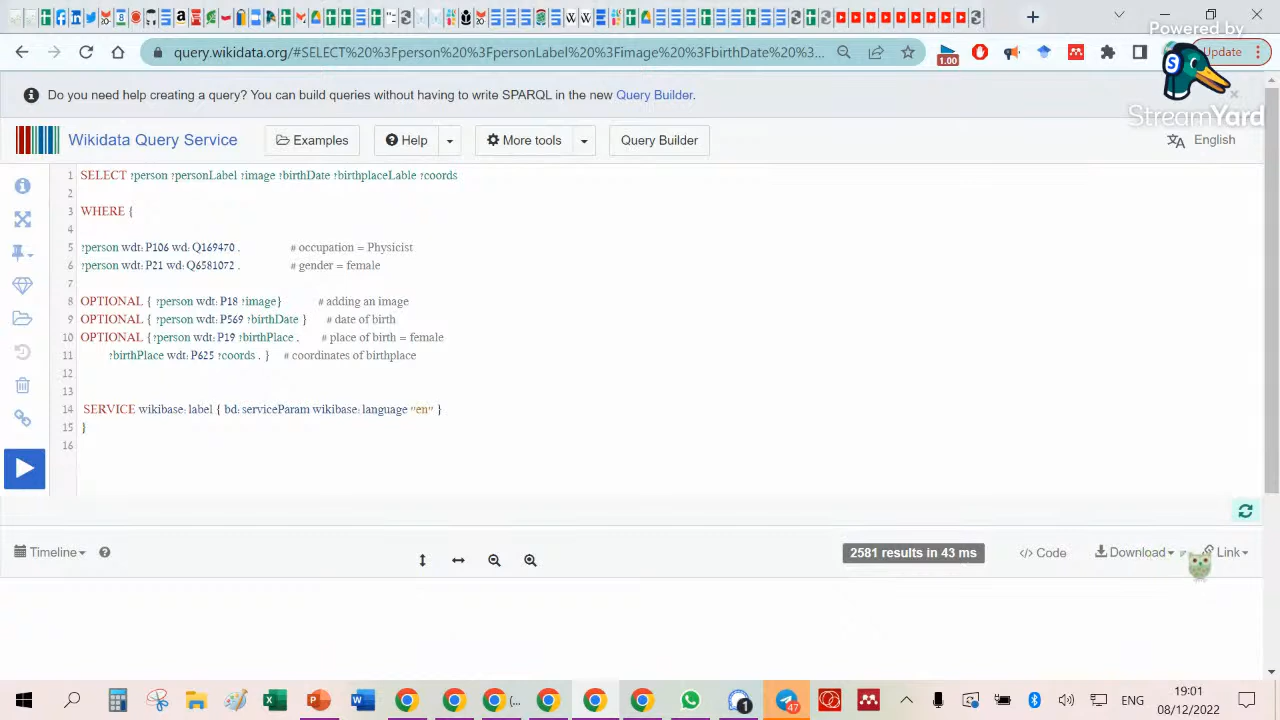 Powered by
StreamYard
query.wikidata.org/#SELECT%20%3Fperson%20%3FpersonLabel%20%3Fimage%20%3FbirthDate%20%3...
1.00
Update
Do you need help creating a query? You can build queries without having to write SPARQL in the new Query Builder.
Wikidata Query Service
Examples
Help
More tools
Query Builder
English
1 SELECT ?person ?personLabel ?image ?birthDate ?birthplaceLable ?coords
2
3 WHERE {
4
5 ?person wdt:P106 wd:Q169470 . # occupation = Physicist
6 ?person wdt:P21 wd:Q6581072 . # gender = female
7
8 OPTIONAL { ?person wdt:P18 ?image} # adding an image
9 OPTIONAL { ?person wdt:P569 ?birthDate } # date of birth
10 OPTIONAL {?person wdt:P19 ?birthPlace . # place of birth = female
11 ?birthPlace wdt:P625 ?coords . } # coordinates of birthplace
12
13
14 SERVICE wikibase:label { bd:serviceParam wikibase:language "en" }
15 }
16
Timeline
2581 results in 43 ms
</> Code
Download
Link
47
1
ENG
19:01
08/12/2022